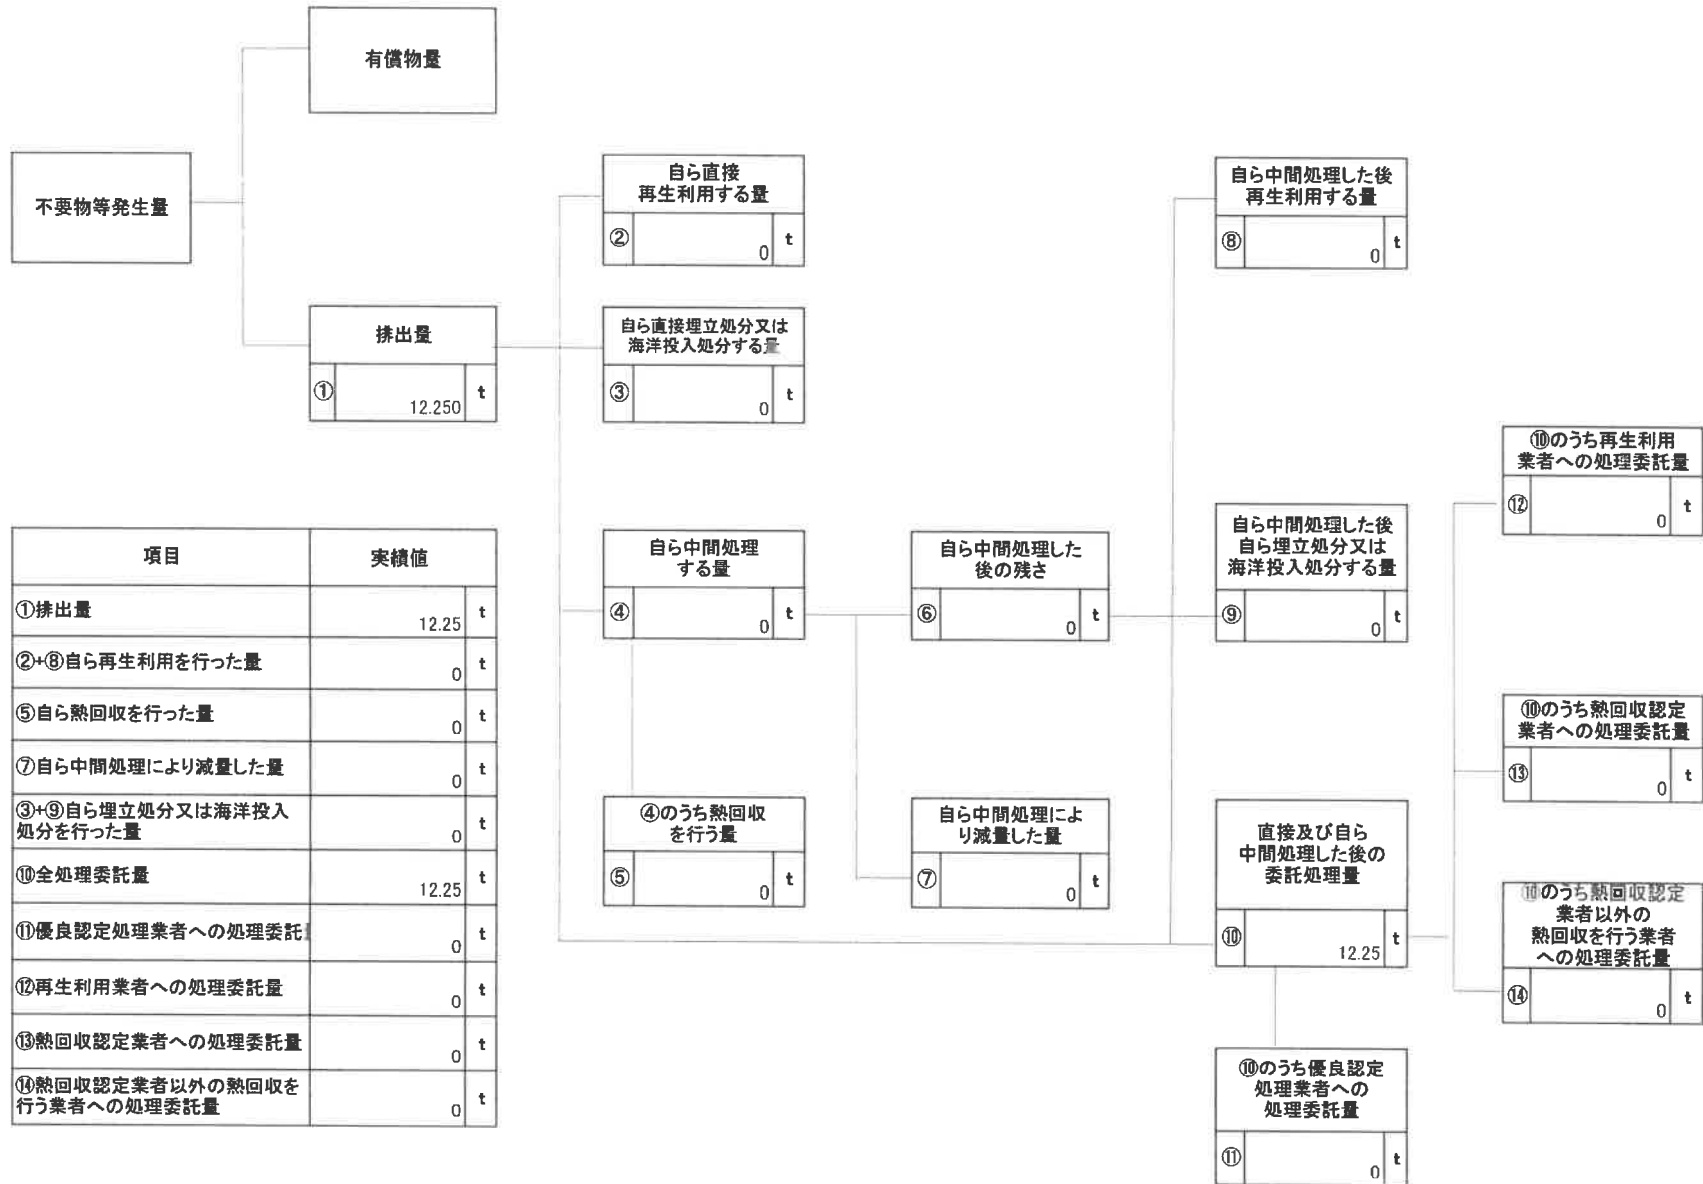 有償物量
不要物等発生量
排出量
①
12.250
t
自ら直接
再生利用する量
②
0
t
自ら直接埋立処分又は
海洋投入処分する量
③
0
t
自ら中間処理
する量
④
0
t
④のうち熱回収
を行う量
⑤
0
t
自ら中間処理した
後の残さ
⑥
0
t
自ら中間処理によ
り減量した量
⑦
0
t
自ら中間処理した後
再生利用する量
⑧
0
t
自ら中間処理した後
自ら埋立処分又は
海洋投入処分する量
⑨
0
t
直接及び自ら
中間処理した後の
委託処理量
⑩
12.25
t
⑩のうち優良認定
処理業者への
処理委託量
⑪
0
t
⑩のうち再生利用
業者への処理委託量
⑫
0
t
⑩のうち熱回収認定
業者への処理委託量
⑬
0
t
⑩のうち熱回収認定
業者以外の
熱回収を行う業者
への処理委託量
⑭
0
t
項目 実績値
①排出量 12.25 t
②+⑧自ら再生利用を行った量 0 t
⑤自ら熱回収を行った量 0 t
⑦自ら中間処理により減量した量 0 t
③+⑨自ら埋立処分又は海洋投入
処分を行った量 0 t
⑩全処理委託量 12.25 t
⑪優良認定処理業者への処理委託 0 t
⑫再生利用業者への処理委託量 0 t
⑬熱回収認定業者への処理委託量 0 t
⑭熱回収認定業者以外の熱回収を
行う業者への処理委託量 0 t